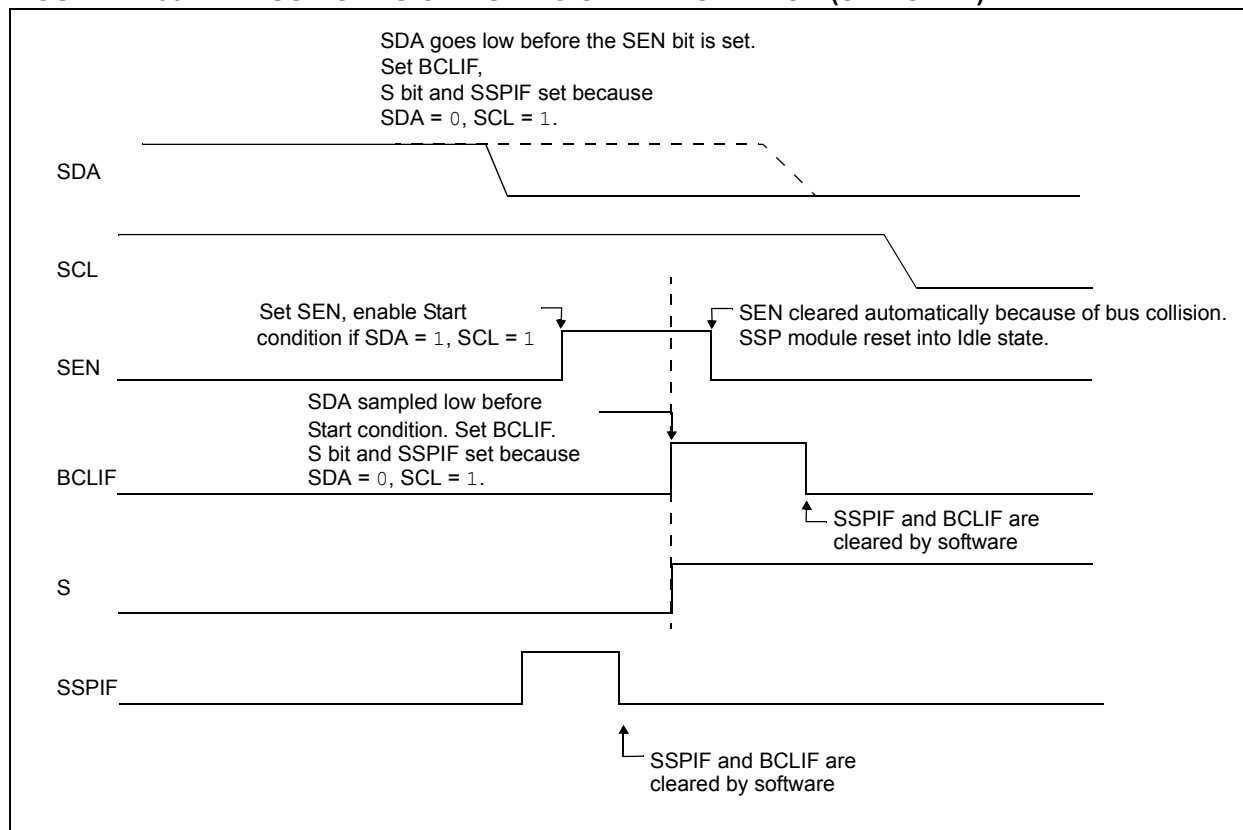 SDA goes low before the SEN bit is set.
Set BCLIF,
S bit and SSPIF set because
SDA = 0, SCL = 1.
SDA
SCL
Set SEN, enable Start
condition if SDA = 1, SCL = 1
SEN cleared automatically because of bus collision.
SSP module reset into Idle state.
SEN
SDA sampled low before
Start condition. Set BCLIF.
S bit and SSPIF set because
SDA = 0, SCL = 1.
BCLIF
SSPIF and BCLIF are
cleared by software
S
SSPIF
SSPIF and BCLIF are
cleared by software